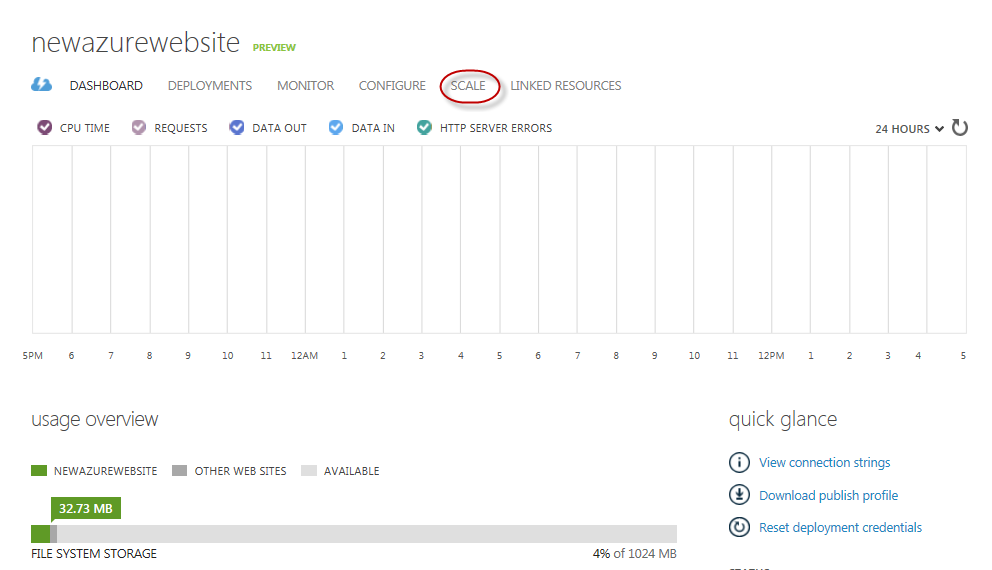 newazurewebsite PREVIEW
DASHBOARD DEPLOYMENTS MONITOR CONFIGURE SCALE LINKED RESOURCES
CPU TIME REQUESTS DATA OUT DATA IN HTTP SERVER ERRORS 24 HOURS
5PM 6 7 8 9 10 11 12AM 1 2 3 4 5 6 7 8 9 10 11 12PM 1 2 3 4 5
usage overview
NEWAZUREWEBSITE OTHER WEB SITES AVAILABLE
32.73 MB
FILE SYSTEM STORAGE 4% of 1024 MB
quick glance
View connection strings
Download publish profile
Reset deployment credentials